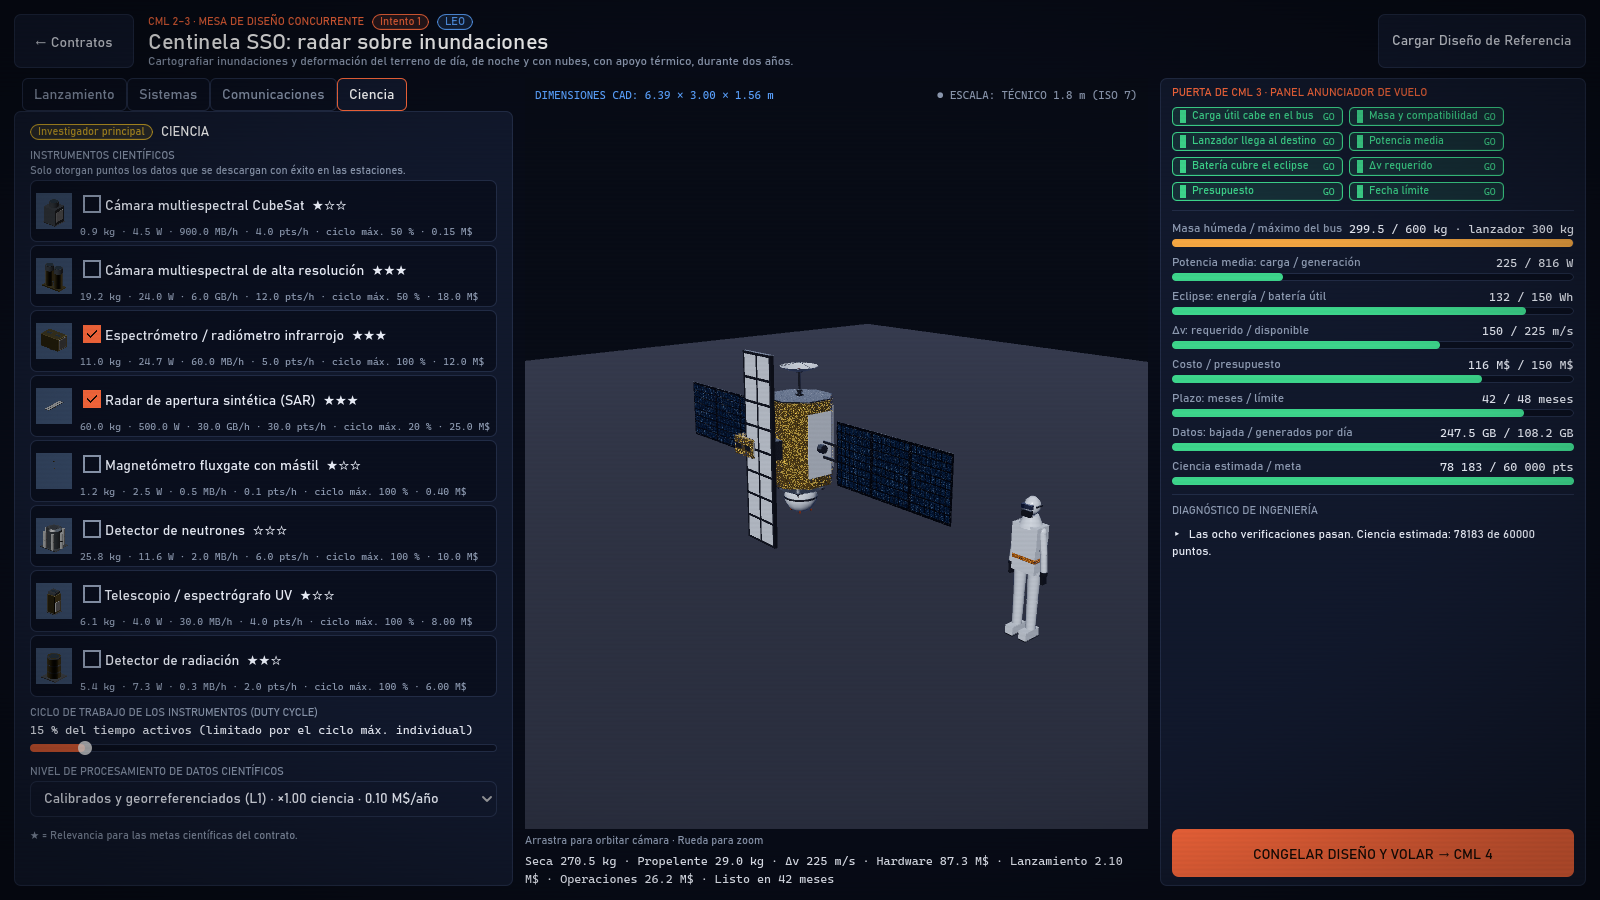 ← Contratos
CML 2–3 · MESA DE DISEÑO CONCURRENTE Intento 1 LEO
Centinela SSO: radar sobre inundaciones
Cartografiar inundaciones y deformación del terreno de día, de noche y con nubes, con apoyo térmico, durante dos años.
Cargar Diseño de Referencia
Lanzamiento Sistemas Comunicaciones Ciencia
Investigador principal CIENCIA
INSTRUMENTOS CIENTÍFICOS
Solo otorgan puntos los datos que se descargan con éxito en las estaciones.
Cámara multiespectral CubeSat ★☆☆
0.9 kg · 4.5 W · 900.0 MB/h · 4.0 pts/h · ciclo máx. 50 % · 0.15 M$
Cámara multiespectral de alta resolución ★★★
19.2 kg · 24.0 W · 6.0 GB/h · 12.0 pts/h · ciclo máx. 50 % · 18.0 M$
Espectrómetro / radiómetro infrarrojo ★★★
11.0 kg · 24.7 W · 60.0 MB/h · 5.0 pts/h · ciclo máx. 100 % · 12.0 M$
Radar de apertura sintética (SAR) ★★★
60.0 kg · 500.0 W · 30.0 GB/h · 30.0 pts/h · ciclo máx. 20 % · 25.0 M$
Magnetómetro fluxgate con mástil ★☆☆
1.2 kg · 2.5 W · 0.5 MB/h · 0.1 pts/h · ciclo máx. 100 % · 0.40 M$
Detector de neutrones ☆☆☆
25.8 kg · 11.6 W · 2.0 MB/h · 6.0 pts/h · ciclo máx. 100 % · 10.0 M$
Telescopio / espectrógrafo UV ★☆☆
6.1 kg · 4.0 W · 30.0 MB/h · 4.0 pts/h · ciclo máx. 100 % · 8.00 M$
Detector de radiación ★★☆
5.4 kg · 7.3 W · 0.3 MB/h · 2.0 pts/h · ciclo máx. 100 % · 6.00 M$
CICLO DE TRABAJO DE LOS INSTRUMENTOS (DUTY CYCLE)
15 % del tiempo activos (limitado por el ciclo máx. individual)
NIVEL DE PROCESAMIENTO DE DATOS CIENTÍFICOS
Calibrados y georreferenciados (L1) · ×1.00 ciencia · 0.10 M$/año
★ = Relevancia para las metas científicas del contrato.
DIMENSIONES CAD: 6.39 × 3.00 × 1.56 m
● ESCALA: TÉCNICO 1.8 m (ISO 7)
Arrastra para orbitar cámara · Rueda para zoom
Seca 270.5 kg · Propelente 29.0 kg · Δv 225 m/s · Hardware 87.3 M$ · Lanzamiento 2.10
M$ · Operaciones 26.2 M$ · Listo en 42 meses
PUERTA DE CML 3 · PANEL ANUNCIADOR DE VUELO
Carga útil cabe en el bus GO Masa y compatibilidad GO
Lanzador llega al destino GO Potencia media GO
Batería cubre el eclipse GO Δv requerido GO
Presupuesto GO Fecha límite GO
Masa húmeda / máximo del bus 299.5 / 600 kg · lanzador 300 kg
Potencia media: carga / generación 225 / 816 W
Eclipse: energía / batería útil 132 / 150 Wh
Δv: requerido / disponible 150 / 225 m/s
Costo / presupuesto 116 M$ / 150 M$
Plazo: meses / límite 42 / 48 meses
Datos: bajada / generados por día 247.5 GB / 108.2 GB
Ciencia estimada / meta 78 183 / 60 000 pts
DIAGNÓSTICO DE INGENIERÍA
▸ Las ocho verificaciones pasan. Ciencia estimada: 78183 de 60000
puntos.
CONGELAR DISEÑO Y VOLAR → CML 4